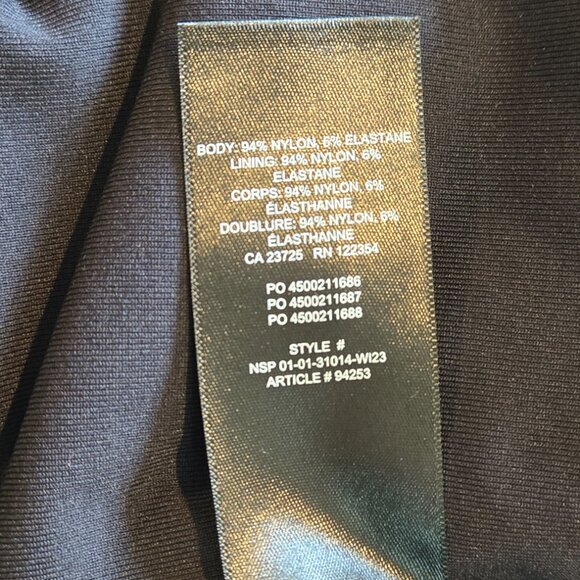 BODY: 94% NYLON, 6% ELASTANE
LINING: 94% NYLON, 6%
ELASTANE
CORPS: 94% NYLON, 6%
ÉLASTHANNE
DOUBLURE: 94% NYLON, 6%
ÉLASTHANNE
CA 23725 RN 122354
PO 4500211686
PO 4500211687
PO 4500211688
STYLE #
NSP 01-01-31014-WI23
ARTICLE # 94253